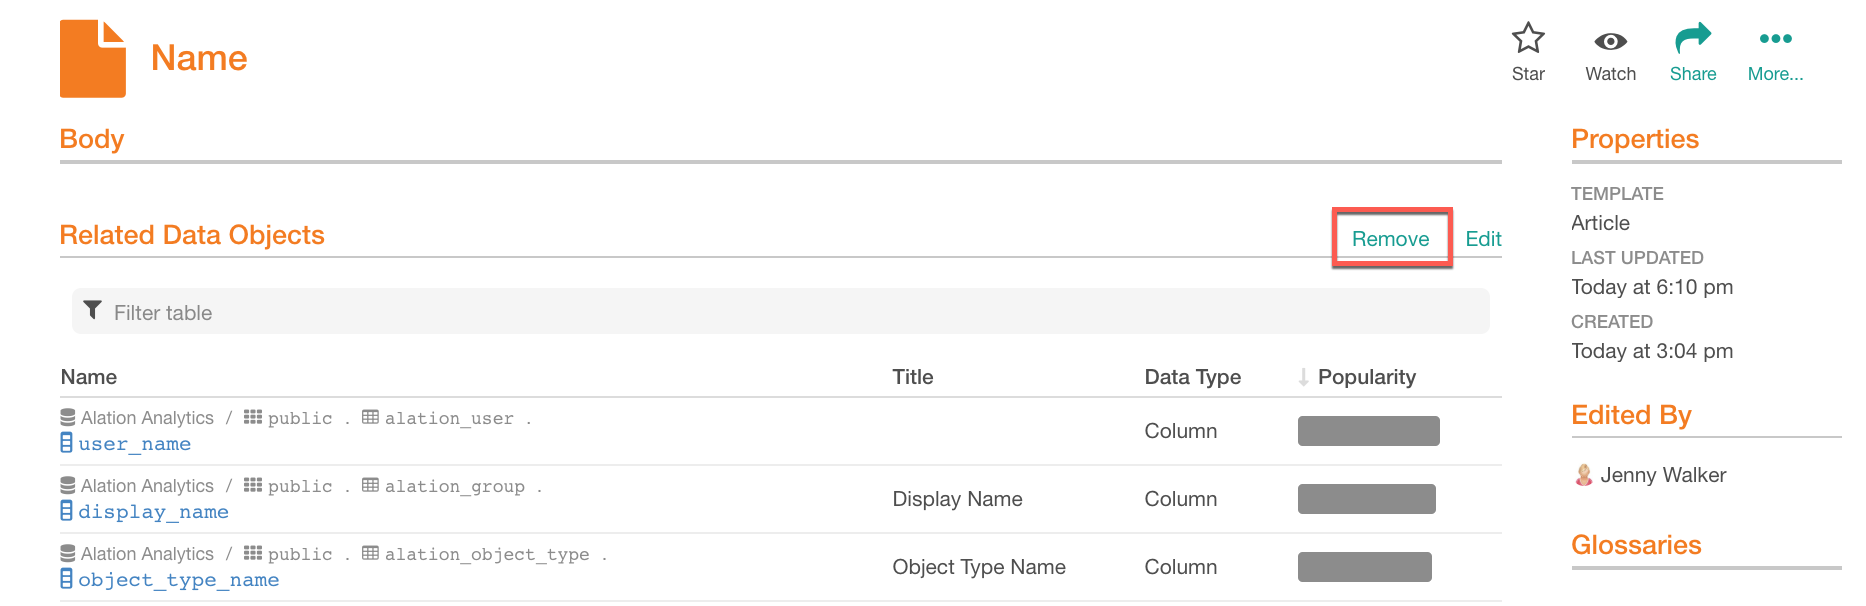 Name
Star Watch Share More...
Body
Related Data Objects Remove Edit
Filter table
Name Title Data Type Popularity
Alation Analytics / public . alation_user .
user_name Column
Alation Analytics / public . alation_group .
display_name Display Name Column
Alation Analytics / public . alation_object_type .
object_type_name Object Type Name Column
Properties
TEMPLATE
Article
LAST UPDATED
Today at 6:10 pm
CREATED
Today at 3:04 pm
Edited By
Jenny Walker
Glossaries